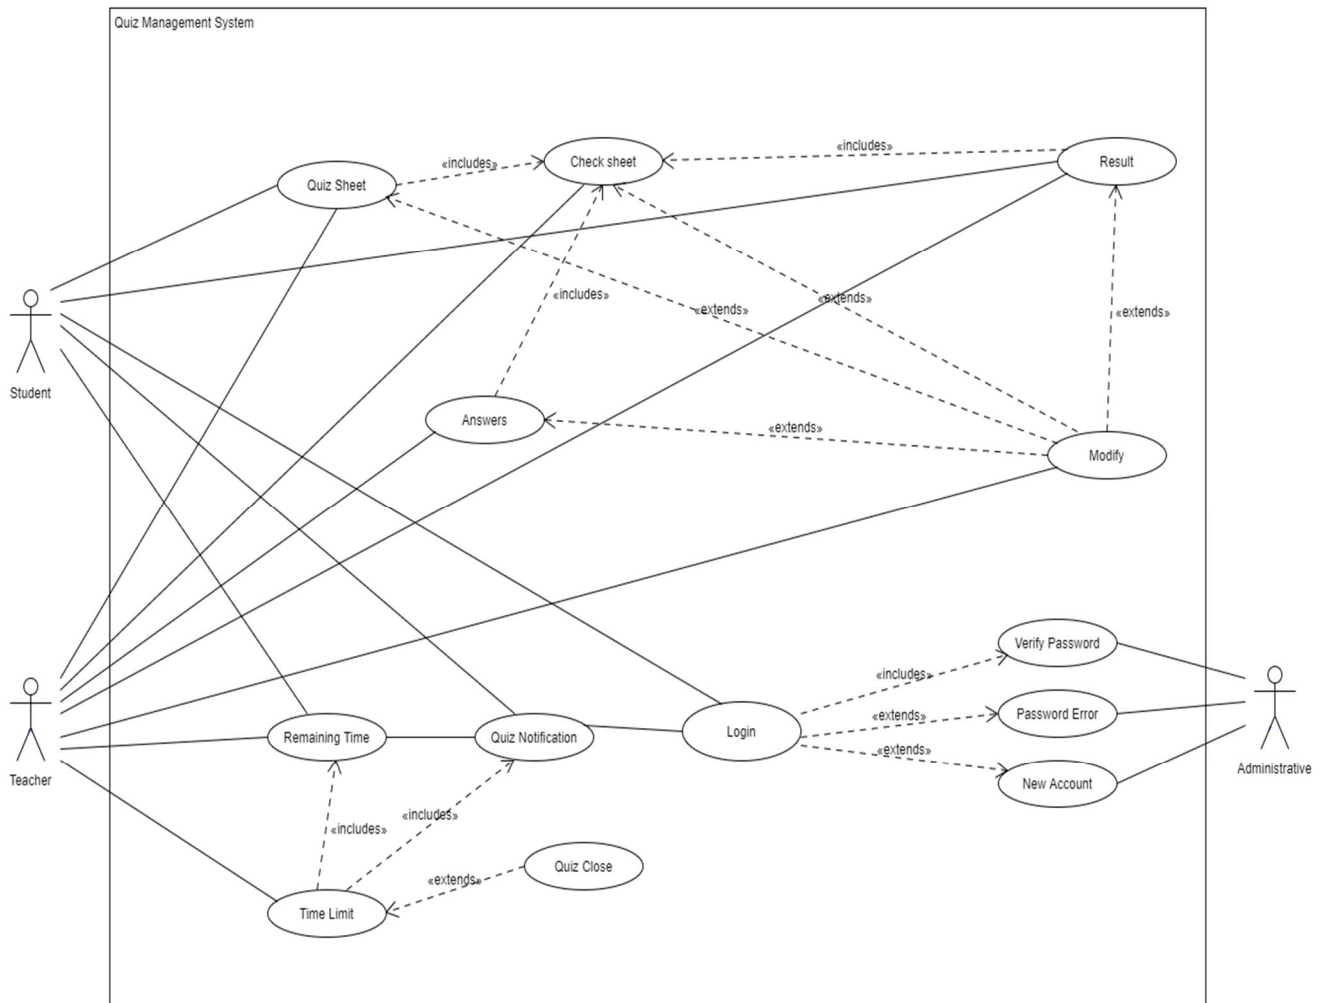 Quiz Management System
«includes»
Check sheet
«includes»
Result
Quiz Sheet
«includes»
«extends»
«extends»
«extends»
Student
Answers
«extends»
Modify
Verify Password
«includes»
Password Error
«extends»
Remaining Time
Quiz Notification
Login
«extends»
New Account
Teacher
Administrative
«includes»
«includes»
Quiz Close
«extends»
Time Limit